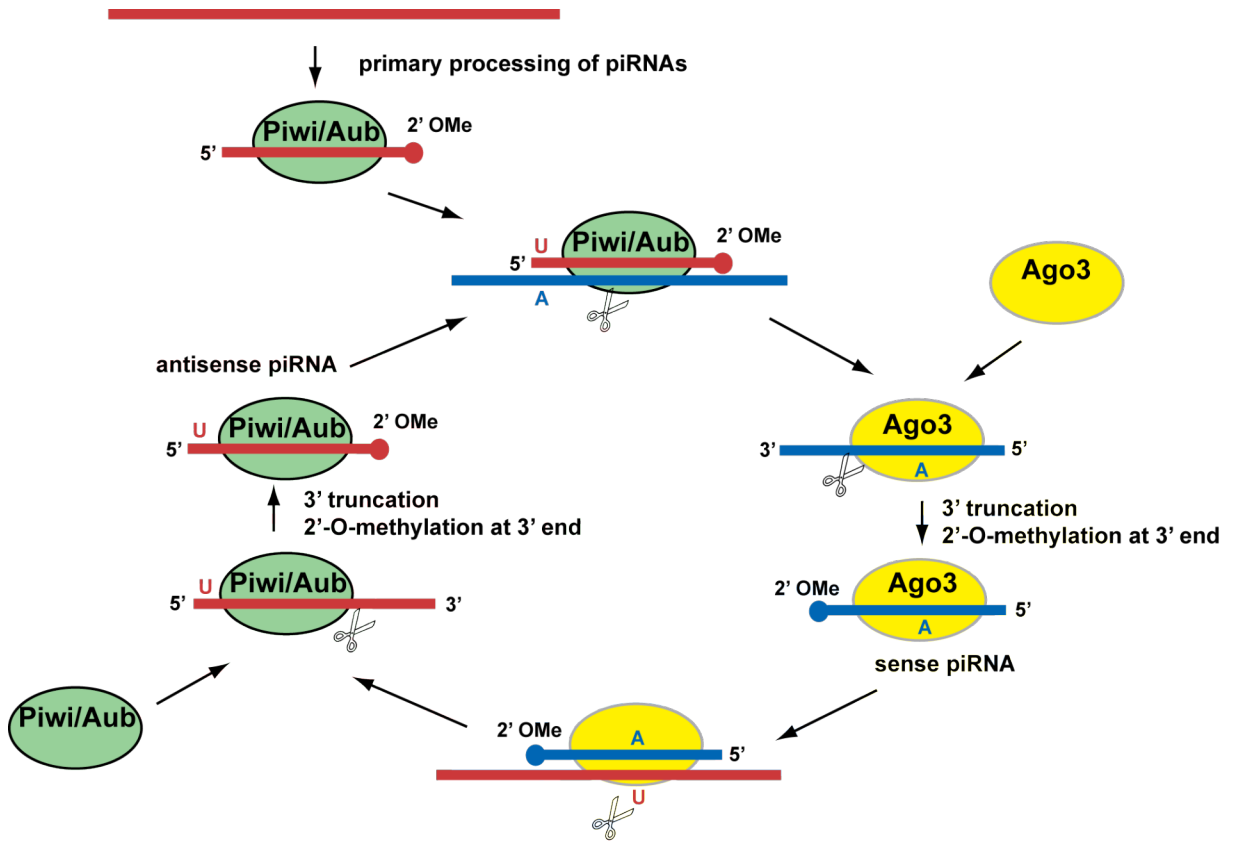 primary processing of piRNAs
Piwi/Aub
2’ OMe
5’
U
Piwi/Aub
2’ OMe
5’
A
Ago3
antisense piRNA
U
Piwi/Aub
2’ OMe
5’
Ago3
3’
5’
A
3’ truncation
2’-O-methylation at 3’ end
3’ truncation
2’-O-methylation at 3’ end
U
Piwi/Aub
5’
3’
2’ OMe
Ago3
5’
A
sense piRNA
Piwi/Aub
2’ OMe
A
5’
U